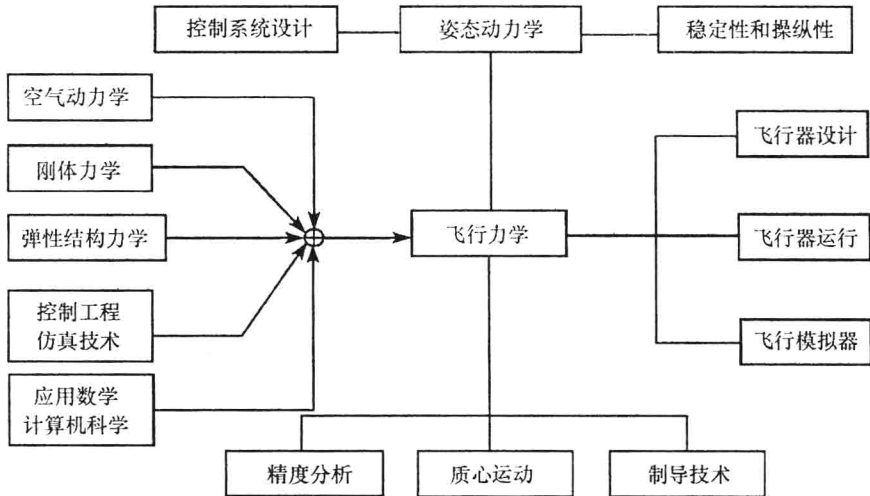 控制系统设计
姿态动力学
稳定性和操纵性
空气动力学
飞行器设计
刚体力学
弹性结构力学
飞行力学
飞行器运行
控制工程
仿真技术
飞行模拟器
应用数学
计算机科学
精度分析
质心运动
制导技术